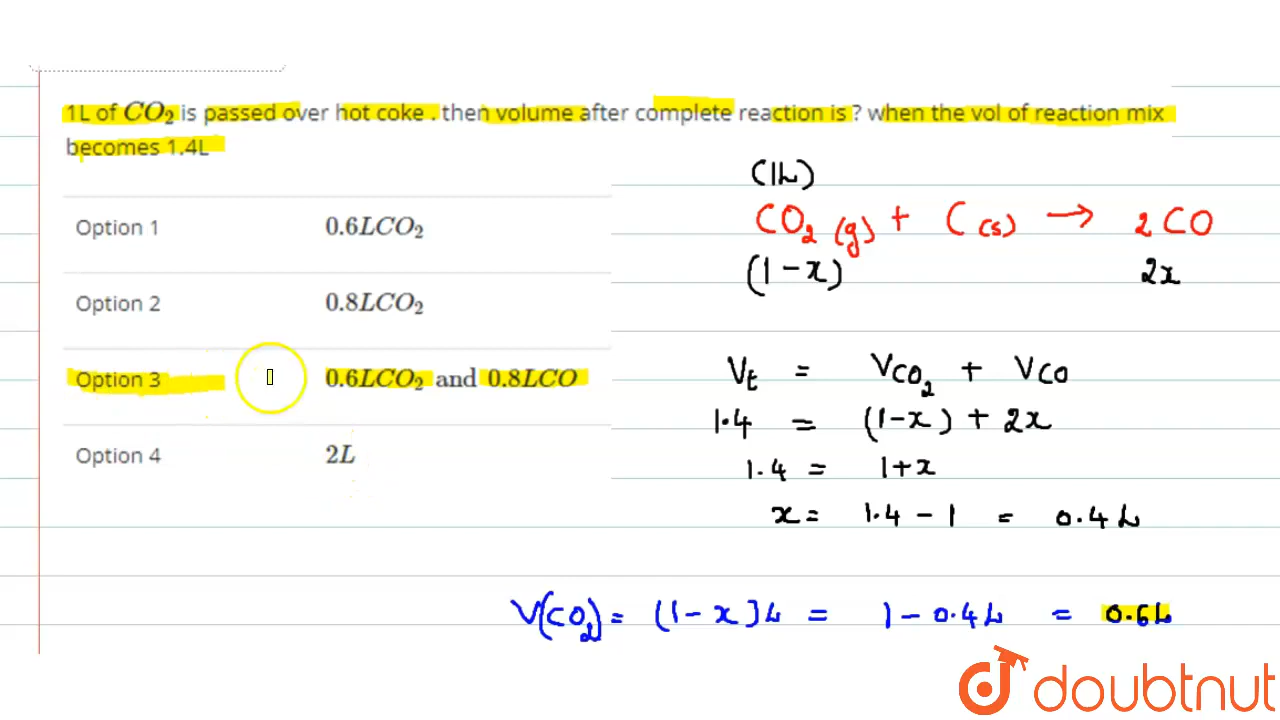 1L of CO₂ is passed over hot coke . then volume after complete reaction is ? when the vol of reaction mix
becomes 1.4L
Option 1 0.6LCO₂
Option 2 0.8LCO₂
Option 3 0.6LCO₂ and 0.8LCO
Option 4 2L
(1L)
CO₂ (g) + C (s) → 2CO
(1-x) 2x
Vt = VCO₂ + VCO
1.4 = (1-x) + 2x
1.4 = 1+x
x = 1.4 - 1 = 0.4 L
V(CO₂) = (1-x)L = 1 - 0.4L = 0.6L
doubtnut